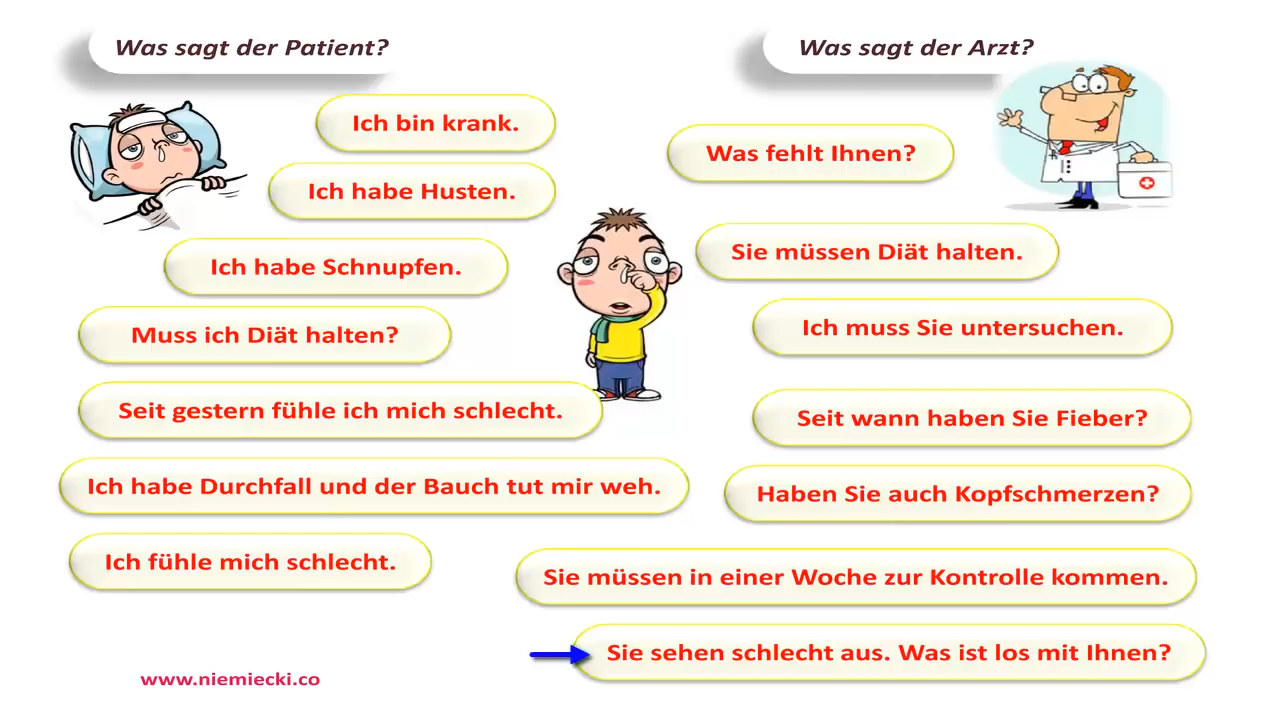 Was sagt der Patient?
Ich bin krank.
Ich habe Husten.
Ich habe Schnupfen.
Muss ich Diät halten?
Seit gestern fühle ich mich schlecht.
Ich habe Durchfall und der Bauch tut mir weh.
Ich fühle mich schlecht.
www.niemiecki.co
Was sagt der Arzt?
Was fehlt Ihnen?
Sie müssen Diät halten.
Ich muss Sie untersuchen.
Seit wann haben Sie Fieber?
Haben Sie auch Kopfschmerzen?
Sie müssen in einer Woche zur Kontrolle kommen.
Sie sehen schlecht aus. Was ist los mit Ihnen?